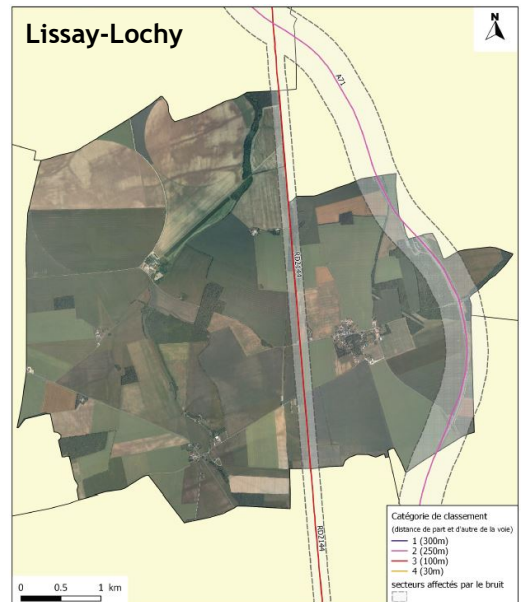 Lissay-Lochy
N
A71
RD2144
RD2144
Catégorie de classement
(distance de part et d'autre de la voie)
1 (300m)
2 (250m)
3 (100m)
4 (30m)
secteurs affectés par le bruit
0 0.5 1 km